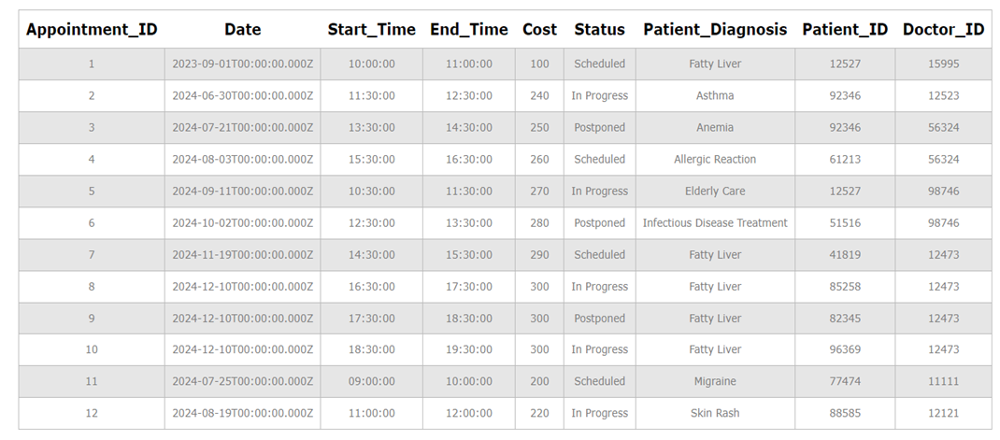 Appointment_ID Date Start_Time End_Time Cost Status Patient_Diagnosis Patient_ID Doctor_ID
1 2023-09-01T00:00:00.000Z 10:00:00 11:00:00 100 Scheduled Fatty Liver 12527 15995
2 2024-06-30T00:00:00.000Z 11:30:00 12:30:00 240 In Progress Asthma 92346 12523
3 2024-07-21T00:00:00.000Z 13:30:00 14:30:00 250 Postponed Anemia 92346 56324
4 2024-08-03T00:00:00.000Z 15:30:00 16:30:00 260 Scheduled Allergic Reaction 61213 56324
5 2024-09-11T00:00:00.000Z 10:30:00 11:30:00 270 In Progress Elderly Care 12527 98746
6 2024-10-02T00:00:00.000Z 12:30:00 13:30:00 280 Postponed Infectious Disease Treatment 51516 98746
7 2024-11-19T00:00:00.000Z 14:30:00 15:30:00 290 Scheduled Fatty Liver 41819 12473
8 2024-12-10T00:00:00.000Z 16:30:00 17:30:00 300 In Progress Fatty Liver 85258 12473
9 2024-12-10T00:00:00.000Z 17:30:00 18:30:00 300 Postponed Fatty Liver 82345 12473
10 2024-12-10T00:00:00.000Z 18:30:00 19:30:00 300 In Progress Fatty Liver 96369 12473
11 2024-07-25T00:00:00.000Z 09:00:00 10:00:00 200 Scheduled Migraine 77474 11111
12 2024-08-19T00:00:00.000Z 11:00:00 12:00:00 220 In Progress Skin Rash 88585 12121